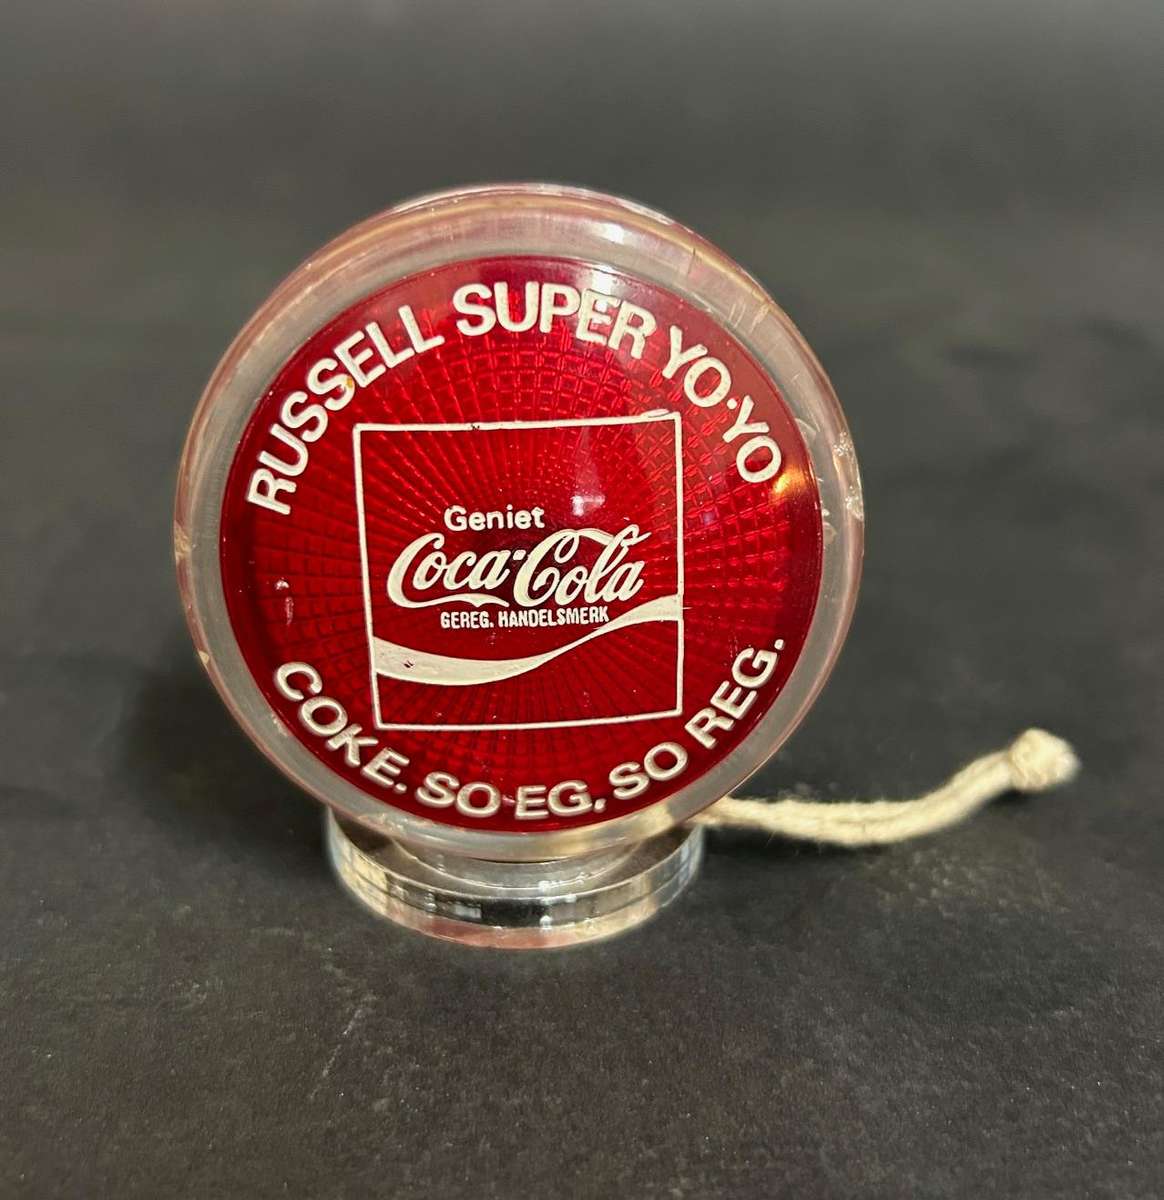 RUSSELL SUPER YO·YO
Geniet
Coca-Cola
GEREG. HANDELSMERK
COKE. SO EG, SO REG.